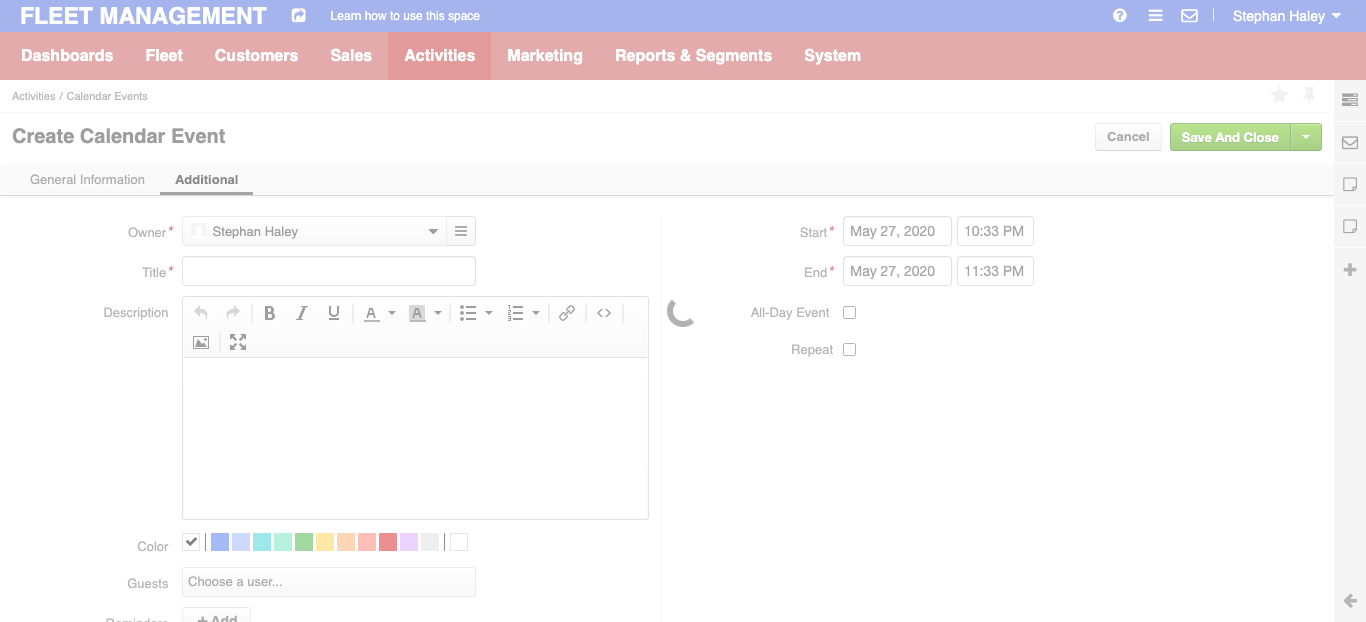 FLEET MANAGEMENT Learn how to use this space Stephan Haley
Dashboards Fleet Customers Sales Activities Marketing Reports & Segments System
Activities / Calendar Events
Create Calendar Event Cancel Save And Close
General Information Additional
Owner* Stephan Haley Start* May 27, 2020 10:33 PM
Title* End* May 27, 2020 11:33 PM
Description All-Day Event
Repeat
Color
Guests Choose a user...
Reminders + Add